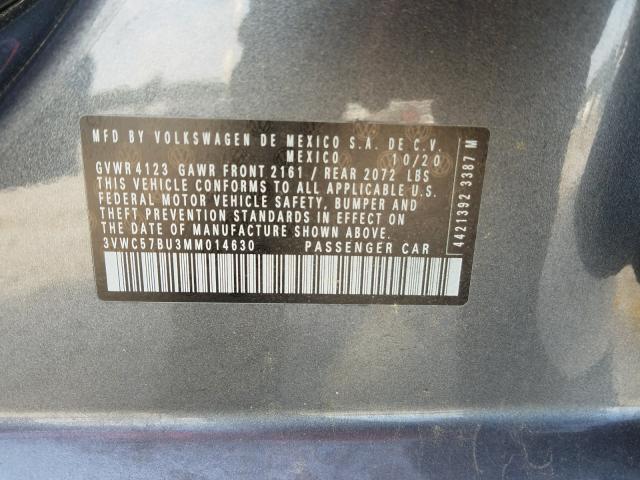 MFD BY VOLKSWAGEN DE MEXICO S.A. DE C.V.
MEXICO 10/20
GVWR 4123 GAWR FRONT 2161 / REAR 2072 LBS
THIS VEHICLE CONFORMS TO ALL APPLICABLE U.S.
FEDERAL MOTOR VEHICLE SAFETY, BUMPER AND
THEFT PREVENTION STANDARDS IN EFFECT ON
THE DATE OF MANUFACTURE SHOWN ABOVE.
3VWC57BU3MM014630 PASSENGER CAR
4421392 3387 M